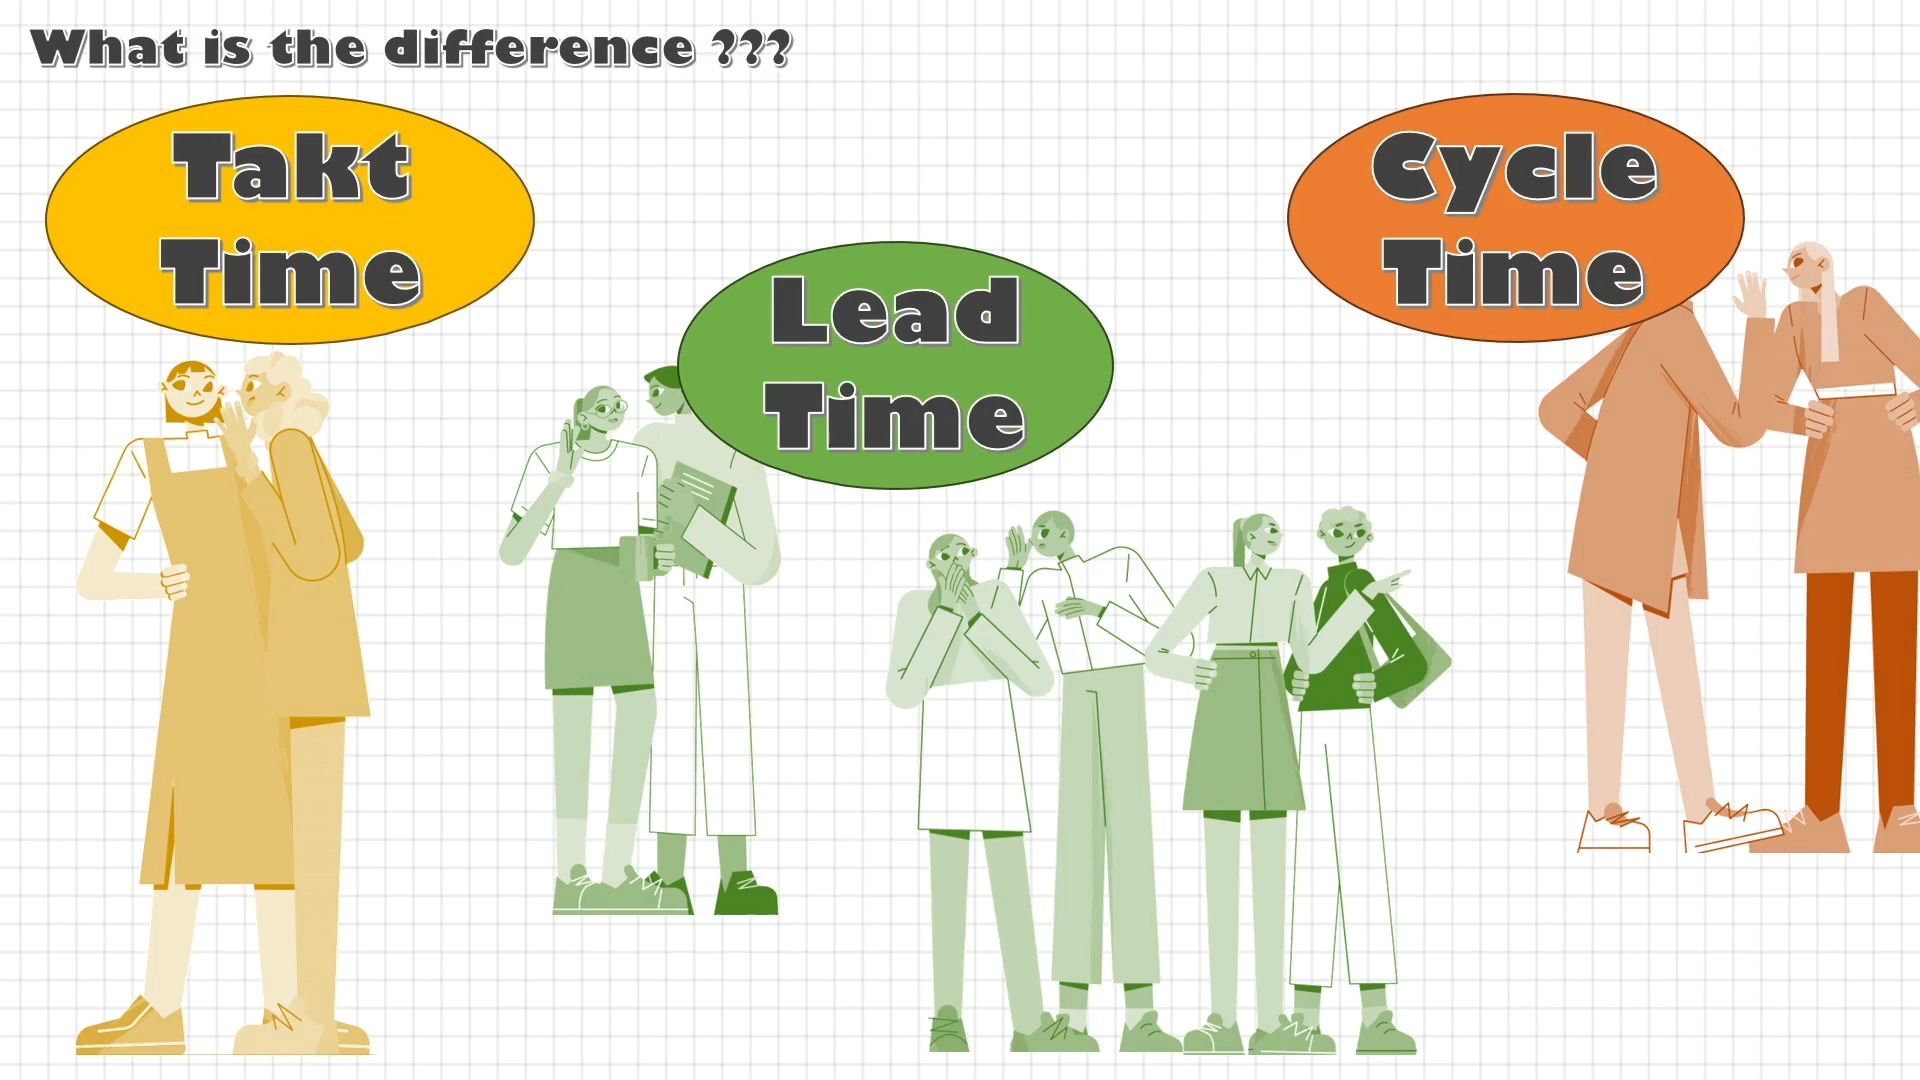 What is the difference ???
Takt
Time
Lead
Time
Cycle
Time